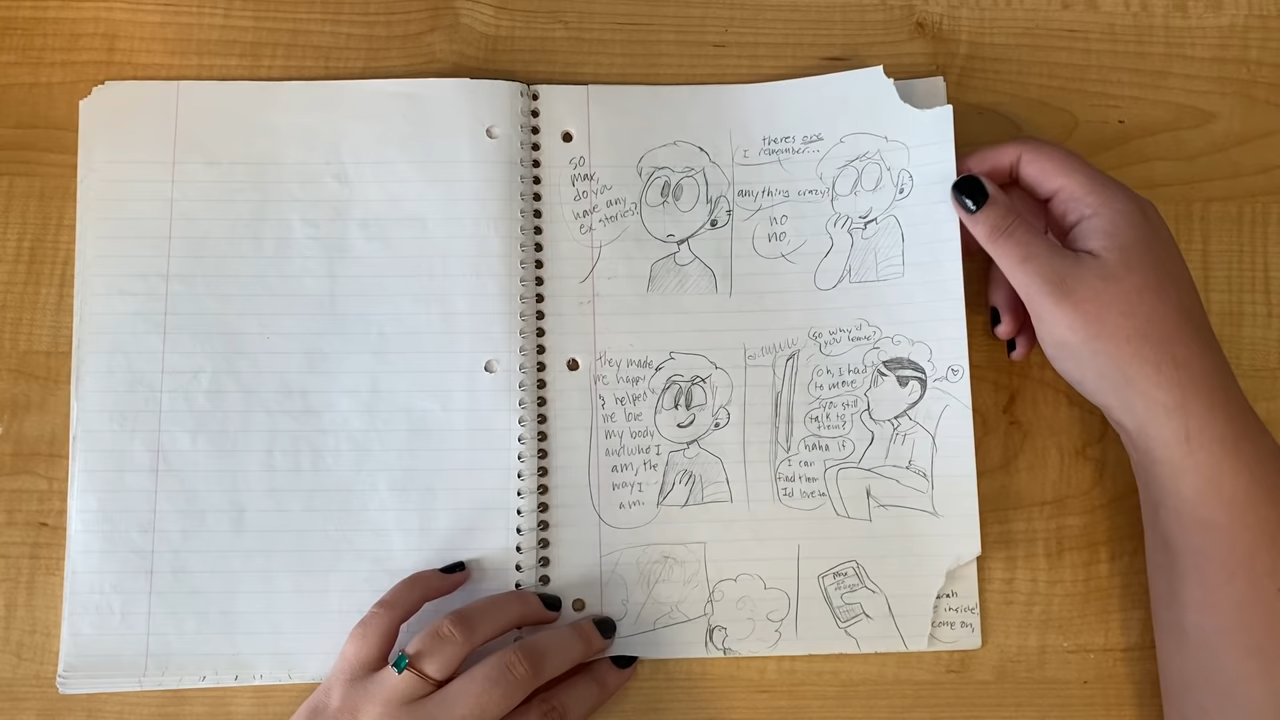 so
max,
do you
have any
ex stories?
theres one
I remember...
anything crazy?
no
no,
they made
me happy
& helped
me love
my body
and who I
am, the
way I
am.
so why'd
you leave?
oh, I had
to move
you still
talk to
them?
haha if
I can
find them
I'd love to
Max
arah
inside!
come on,